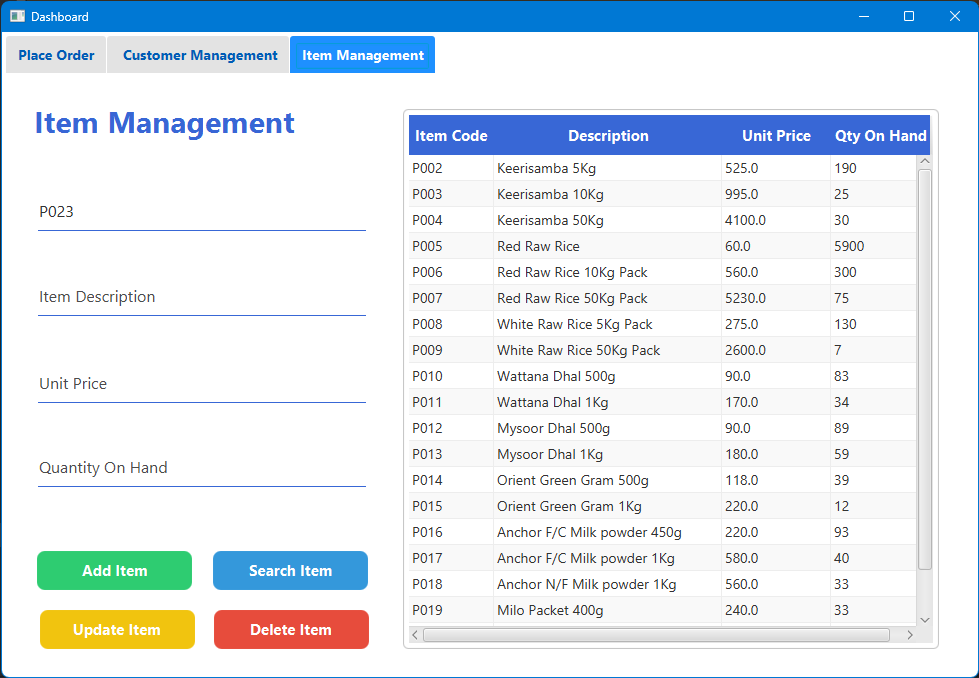 Dashboard
Place Order Customer Management Item Management
Item Management
P023
Item Description
Unit Price
Quantity On Hand
Add Item Search Item
Update Item Delete Item
Item Code Description Unit Price Qty On Hand
P002 Keerisamba 5Kg 525.0 190
P003 Keerisamba 10Kg 995.0 25
P004 Keerisamba 50Kg 4100.0 30
P005 Red Raw Rice 60.0 5900
P006 Red Raw Rice 10Kg Pack 560.0 300
P007 Red Raw Rice 50Kg Pack 5230.0 75
P008 White Raw Rice 5Kg Pack 275.0 130
P009 White Raw Rice 50Kg Pack 2600.0 7
P010 Wattana Dhal 500g 90.0 83
P011 Wattana Dhal 1Kg 170.0 34
P012 Mysoor Dhal 500g 90.0 89
P013 Mysoor Dhal 1Kg 180.0 59
P014 Orient Green Gram 500g 118.0 39
P015 Orient Green Gram 1Kg 220.0 12
P016 Anchor F/C Milk powder 450g 220.0 93
P017 Anchor F/C Milk powder 1Kg 580.0 40
P018 Anchor N/F Milk powder 1Kg 560.0 33
P019 Milo Packet 400g 240.0 33